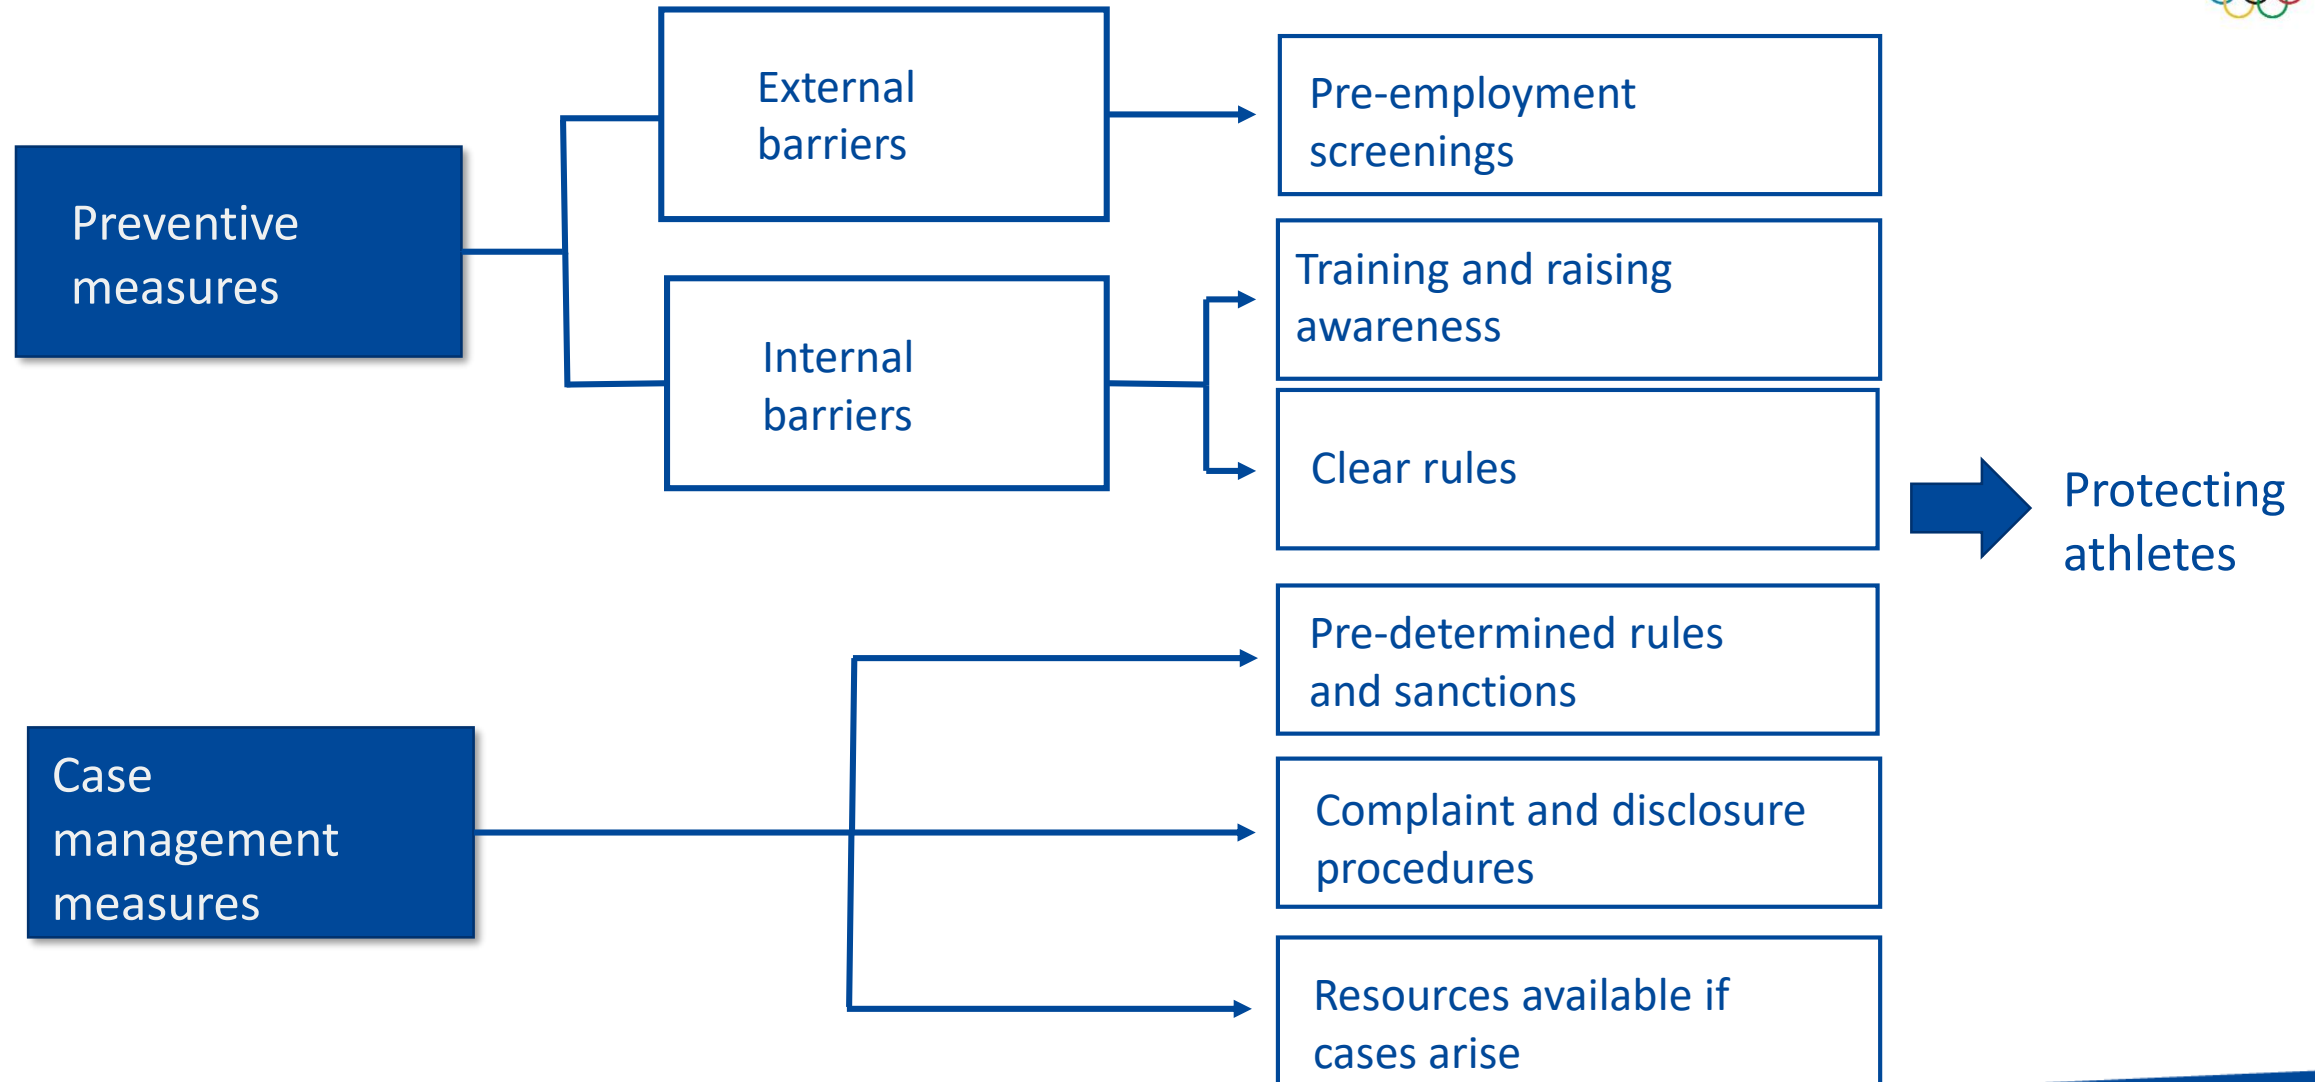 External
barriers
Pre-employment
screenings
Preventive
measures
Training and raising
awareness
Internal
barriers
Clear rules
Protecting
athletes
Pre-determined rules
and sanctions
Case
management
measures
Complaint and disclosure
procedures
Resources available if
cases arise